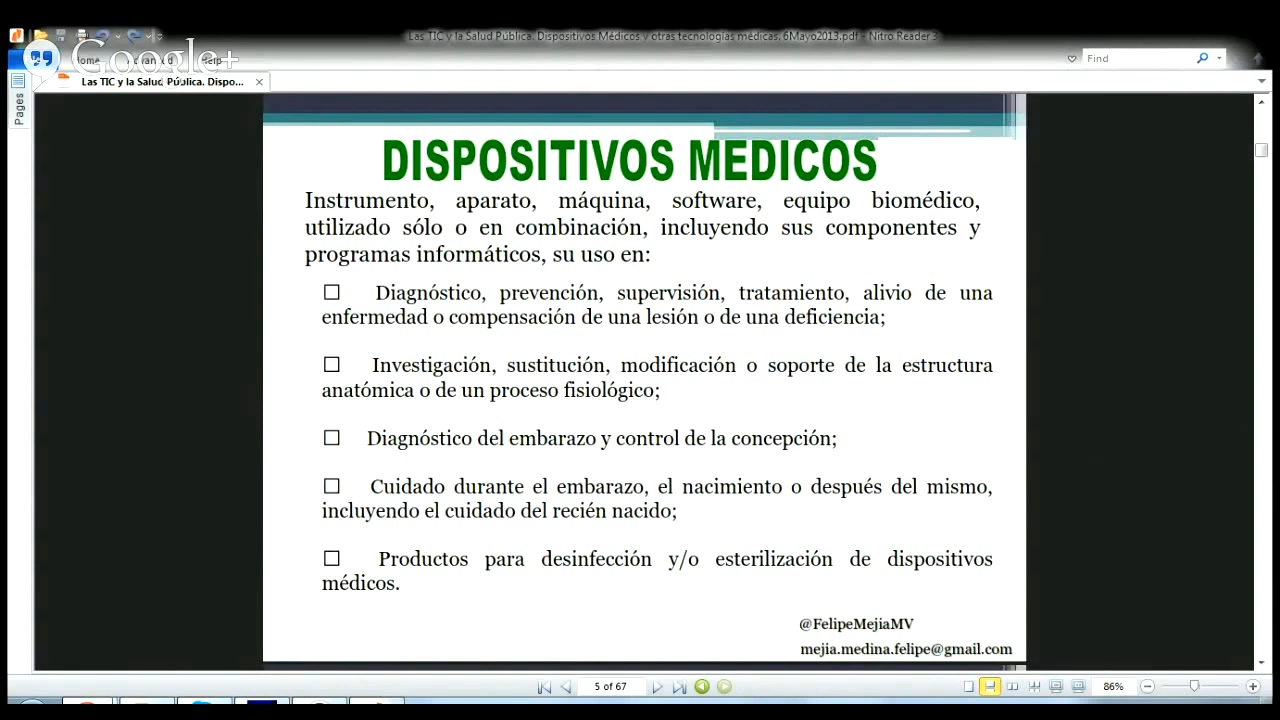 Las TIC y la Salud Pública. Dispositivos Médicos y otras tecnologías médicas. 6Mayo2013.pdf - Nitro Reader 3
Google+
Help
Find
Las TIC y la Salud Pública. Dispo...
Pages
DISPOSITIVOS MEDICOS
Instrumento, aparato, máquina, software, equipo biomédico,
utilizado sólo o en combinación, incluyendo sus componentes y
programas informáticos, su uso en:
☐ Diagnóstico, prevención, supervisión, tratamiento, alivio de una
enfermedad o compensación de una lesión o de una deficiencia;
☐ Investigación, sustitución, modificación o soporte de la estructura
anatómica o de un proceso fisiológico;
☐ Diagnóstico del embarazo y control de la concepción;
☐ Cuidado durante el embarazo, el nacimiento o después del mismo,
incluyendo el cuidado del recién nacido;
☐ Productos para desinfección y/o esterilización de dispositivos
médicos.
@FelipeMejiaMV
mejia.medina.felipe@gmail.com
5 of 67
86%